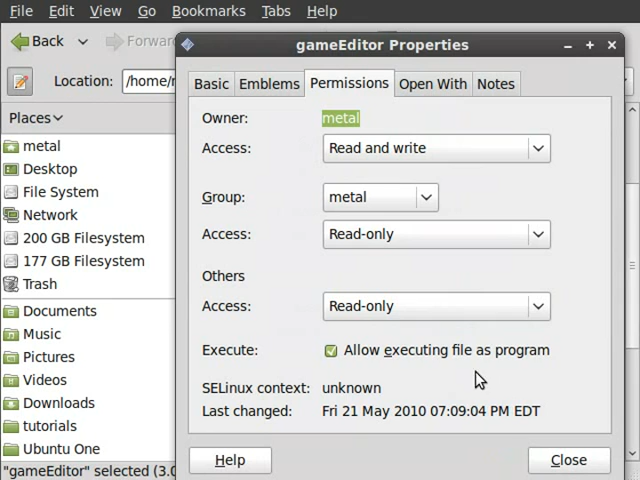 File Edit View Go Bookmarks Tabs Help
Back Forwar
gameEditor Properties
Location: /home/
Basic Emblems Permissions Open With Notes
Places
Owner: metal
Access: Read and write
Group: metal
Access: Read-only
Others
Access: Read-only
Execute: Allow executing file as program
SELinux context: unknown
Last changed: Fri 21 May 2010 07:09:04 PM EDT
Help Close
metal
Desktop
File System
Network
200 GB Filesystem
177 GB Filesystem
Trash
Documents
Music
Pictures
Videos
Downloads
tutorials
Ubuntu One
"gameEditor" selected (3.0